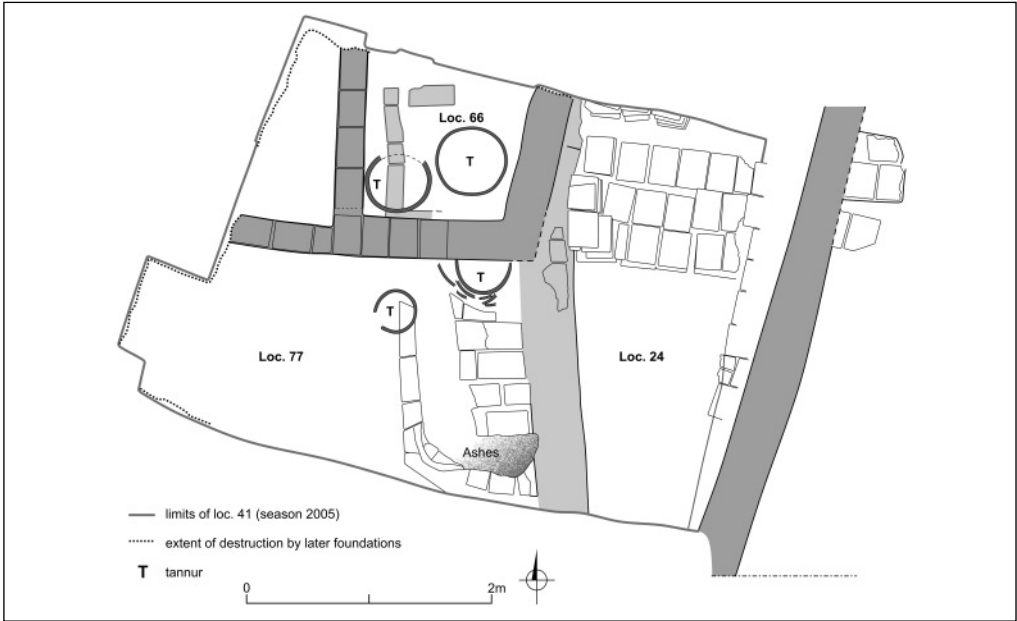 Loc. 66
T
T
T
T
Loc. 77
Loc. 24
Ashes
limits of loc. 41 (season 2005)
extent of destruction by later foundations
T tannur
0 2m